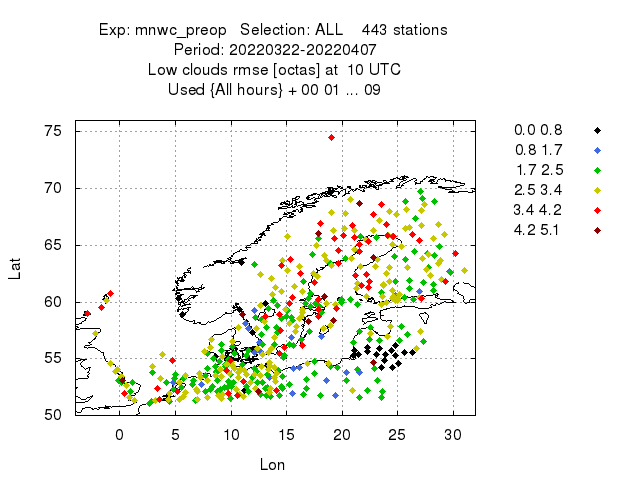 Exp: mnwc_preop   Selection: ALL    443 stations
Period: 20220322-20220407
Low clouds rmse [octas] at  10 UTC
Used {All hours} + 00 01 ... 09
75
70
65
60
55
50
Lat
0 5 10 15 20 25 30
Lon
0.0 0.8
0.8 1.7
1.7 2.5
2.5 3.4
3.4 4.2
4.2 5.1